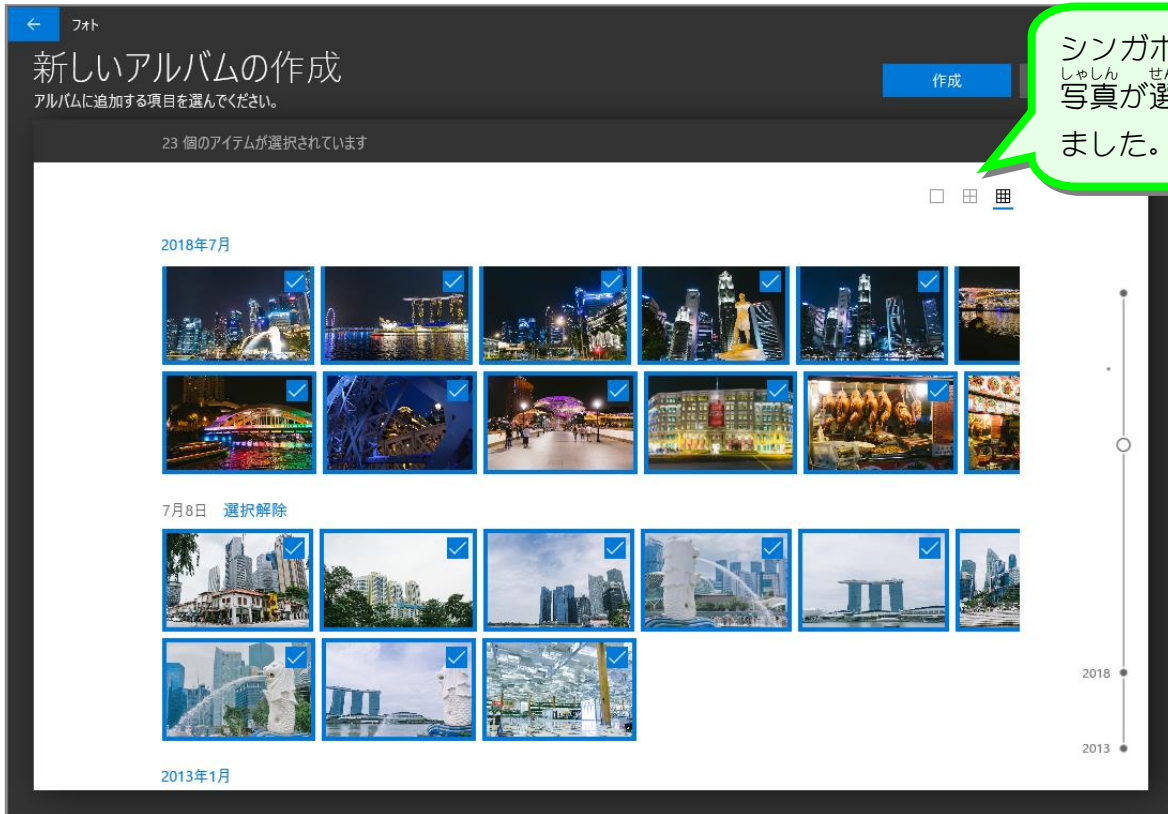 フォト
新しいアルバムの作成
アルバムに追加する項目を選んでください。
作成
シンガポ
しゃしん せん
写真が選
ました。
23 個のアイテムが選択されています
2018年7月
7月8日 選択解除
2018
2013
2013年1月